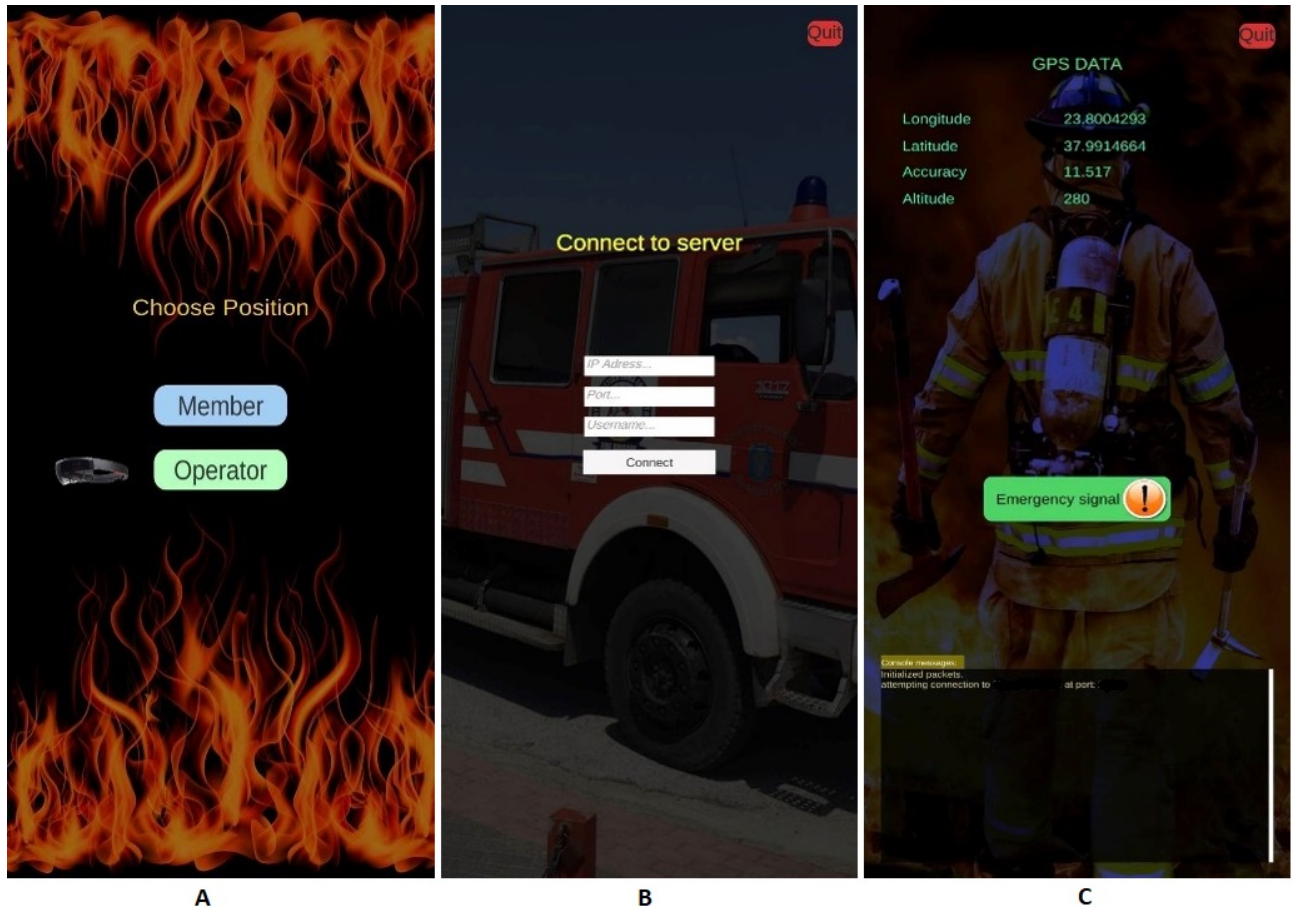 Choose Position
Member
Operator
A
Quit
Connect to server
IP Adress...
Port...
Username...
Connect
B
Quit
GPS DATA
Longitude 23.8004293
Latitude 37.9914664
Accuracy 11.517
Altitude 280
E4
Emergency signal !
Console messages:
Initialized packets.
attempting connection to at port:
C